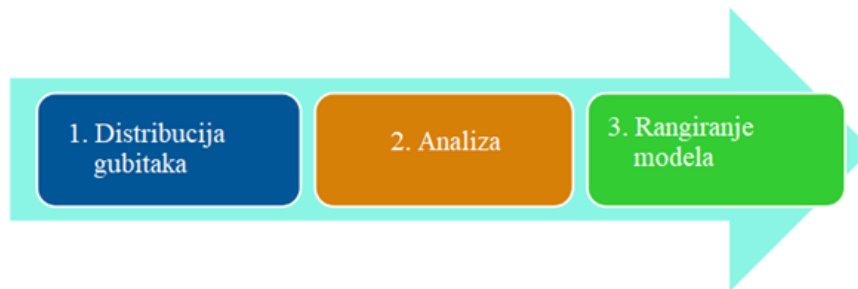 1. Distribucija
gubitaka
2. Analiza
3. Rangiranje
modela